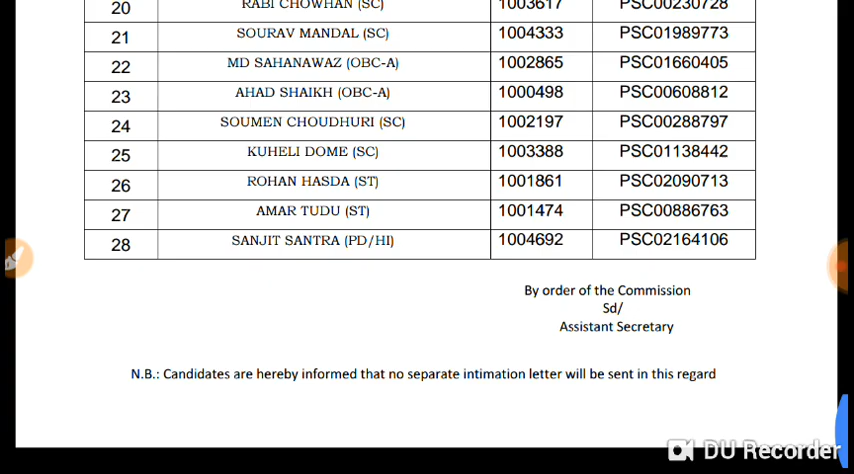 20 RABI CHOWHAN (SC) 1003617 PSC00230728
21 SOURAV MANDAL (SC) 1004333 PSC01989773
22 MD SAHANAWAZ (OBC-A) 1002865 PSC01660405
23 AHAD SHAIKH (OBC-A) 1000498 PSC00608812
24 SOUMEN CHOUDHURI (SC) 1002197 PSC00288797
25 KUHELI DOME (SC) 1003388 PSC01138442
26 ROHAN HASDA (ST) 1001861 PSC02090713
27 AMAR TUDU (ST) 1001474 PSC00886763
28 SANJIT SANTRA (PD/HI) 1004692 PSC02164106
By order of the Commission
Sd/
Assistant Secretary
N.B.: Candidates are hereby informed that no separate intimation letter will be sent in this regard
DU Recorder